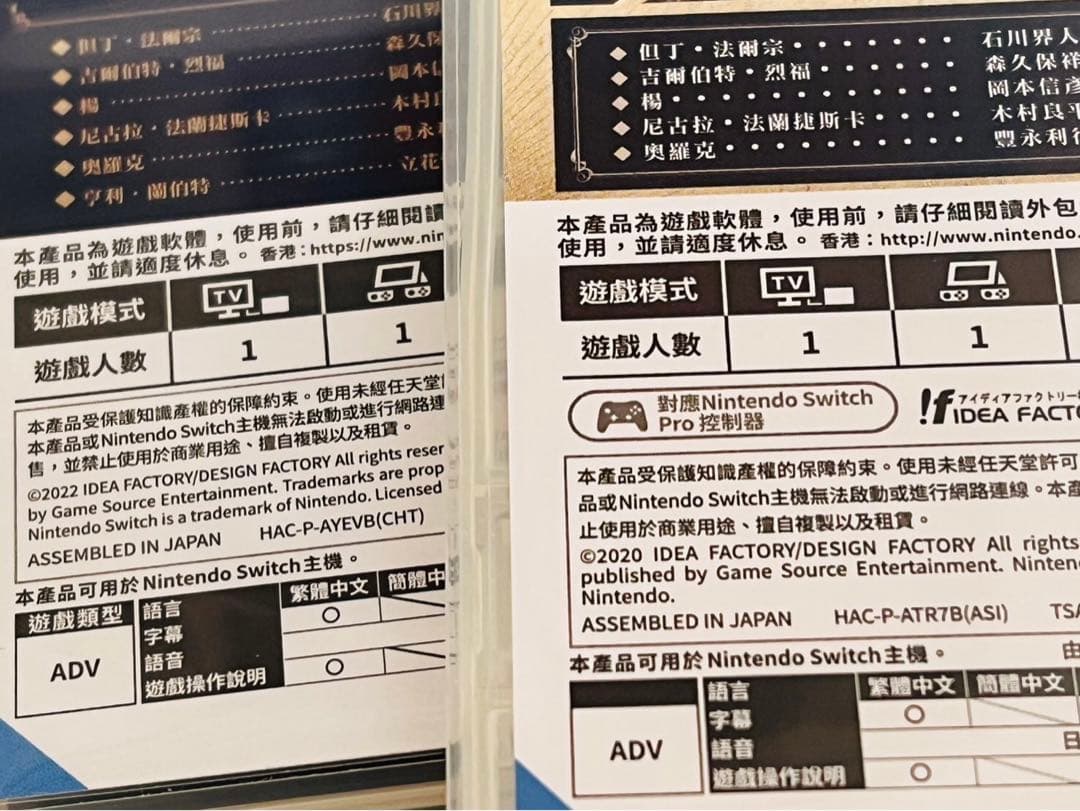 但丁・法爾宗 石川界
吉爾伯特・烈福 森久保
楊 岡本信
尼古拉・法蘭捷斯卡 木村良
奧羅克 豐永利
亨利・蘭伯特 立花
本產品為遊戲軟體，使用前，請仔細閱讀
使用，並請適度休息。 香港：https://www.nin
遊戲模式 TV
遊戲人數 1 1
本產品受保護知識產權的保障約束。使用未經任天堂
本產品或Nintendo Switch主機無法啟動或進行網路連
售，並禁止使用於商業用途、擅自複製以及租賃。
©2022 IDEA FACTORY/DESIGN FACTORY All rights reser
by Game Source Entertainment. Trademarks are prop
Nintendo Switch is a trademark of Nintendo. Licensed
ASSEMBLED IN JAPAN HAC-P-AYEVB(CHT)
本產品可用於Nintendo Switch主機。
遊戲類型 語言 繁體中文 簡體中
ADV 字幕 ○
語音
遊戲操作說明 ○
但丁・法爾宗 石川界人
吉爾伯特・烈福 森久保祥
楊 岡本信彥
尼古拉・法蘭捷斯卡 木村良平
奧羅克 豐永利行
本產品為遊戲軟體，使用前，請仔細閱讀外包
使用，並請適度休息。 香港：http://www.nintendo.
遊戲模式 TV
遊戲人數 1 1
對應Nintendo Switch
Pro 控制器
アイディアファクトリー
!f IDEA FACTO
本產品受保護知識產權的保障約束。使用未經任天堂許可
品或Nintendo Switch主機無法啟動或進行網路連線。本產
止使用於商業用途、擅自複製以及租賃。
©2020 IDEA FACTORY/DESIGN FACTORY All rights
published by Game Source Entertainment. Ninten
Nintendo.
ASSEMBLED IN JAPAN HAC-P-ATR7B(ASI) TSA
本產品可用於Nintendo Switch主機。 由
語言 繁體中文 簡體中文
ADV 字幕 ○
語音 日
遊戲操作說明 ○